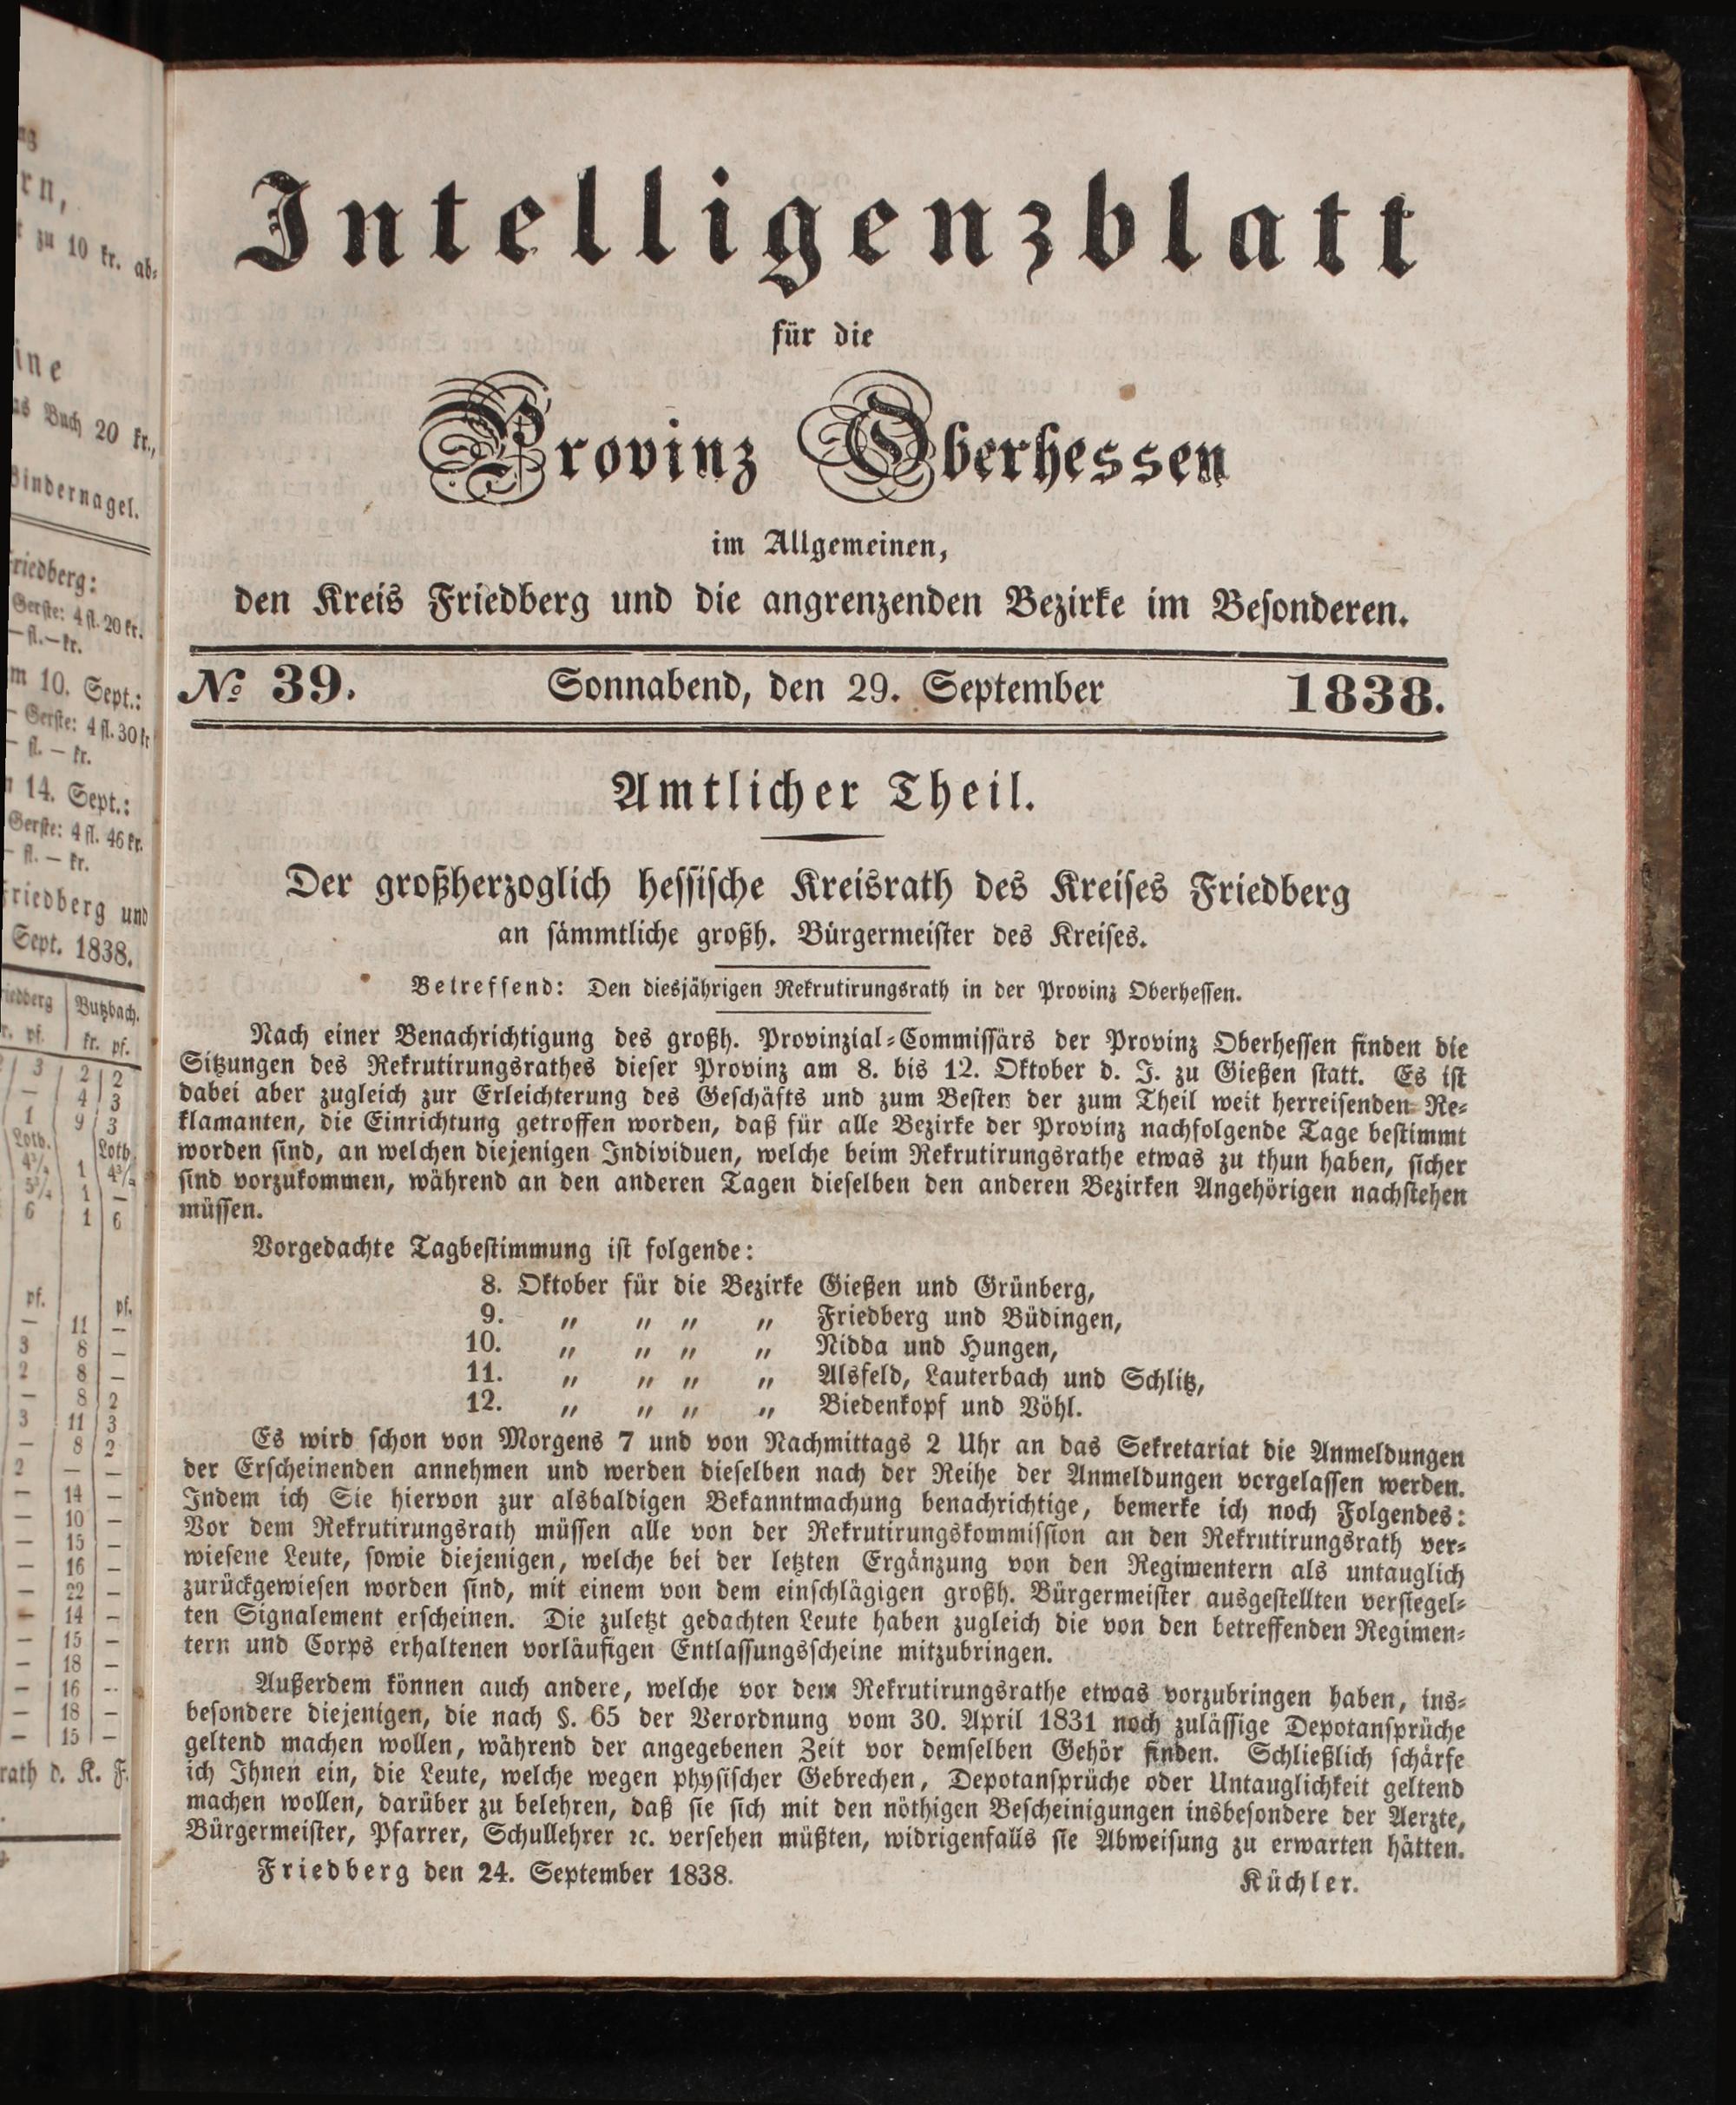 Intelligenzblatt
für die
Provinz Oberhessen
im Allgemeinen,
den Kreis Friedberg und die angrenzenden Bezirke im Besonderen.
No. 39. Sonnabend, den 29. September 1838.
Amtlicher Theil.
Der großherzoglich hessische Kreisrath des Kreises Friedberg
an sämmtliche großh. Bürgermeister des Kreises.
Betreffend: Den diesjährigen Rekrutirungsrath in der Provinz Oberhessen.
Nach einer Benachrichtigung des großh. Provinzial-Commissärs der Provinz Oberhessen finden die
Sitzungen des Rekrutirungsrathes dieser Provinz am 8. bis 12. Oktober d. J. zu Gießen statt. Es ist
dabei aber zugleich zur Erleichterung des Geschäfts und zum Besten der zum Theil weit herreisenden Re-
klamanten, die Einrichtung getroffen worden, daß für alle Bezirke der Provinz nachfolgende Tage bestimmt
worden sind, an welchen diejenigen Individuen, welche beim Rekrutirungsrathe etwas zu thun haben, sicher
sind vorzukommen, während an den anderen Tagen dieselben den anderen Bezirken Angehörigen nachstehen
müssen.
Vorgedachte Tagbestimmung ist folgende:
8. Oktober für die Bezirke Gießen und Grünberg,
9. „ „ „ „ Friedberg und Büdingen,
10. „ „ „ „ Nidda und Hungen,
11. „ „ „ „ Alsfeld, Lauterbach und Schlitz,
12. „ „ „ „ Biedenkopf und Vöhl.
Es wird schon von Morgens 7 und von Nachmittags 2 Uhr an das Sekretariat die Anmeldungen
der Erscheinenden annehmen und werden dieselben nach der Reihe der Anmeldungen vorgelassen werden.
Indem ich Sie hiervon zur alsbaldigen Bekanntmachung benachrichtige, bemerke ich noch Folgendes:
Vor dem Rekrutirungsrath müssen alle von der Rekrutirungskommission an den Rekrutirungsrath ver-
wiesene Leute, sowie diejenigen, welche bei der letzten Ergänzung von den Regimentern als untauglich
zurückgewiesen worden sind, mit einem von dem einschlägigen großh. Bürgermeister ausgestellten versiegel-
ten Signalement erscheinen. Die zuletzt gedachten Leute haben zugleich die von den betreffenden Regimen-
tern und Corps erhaltenen vorläufigen Entlassungsscheine mitzubringen.
Außerdem können auch andere, welche vor dem Rekrutirungsrathe etwas vorzubringen haben, ins-
besondere diejenigen, die nach §. 65 der Verordnung vom 30. April 1831 noch zulässige Depotansprüche
geltend machen wollen, während der angegebenen Zeit vor demselben Gehör finden. Schließlich schärfe
ich Ihnen ein, die Leute, welche wegen physischer Gebrechen, Depotansprüche oder Untauglichkeit geltend
machen wollen, darüber zu belehren, daß sie sich mit den nöthigen Bescheinigungen insbesondere der Aerzte,
Bürgermeister, Pfarrer, Schullehrer ꝛc. versehen müßten, widrigenfalls sie Abweisung zu erwarten hätten.
Friedberg den 24. September 1838. Küchler.